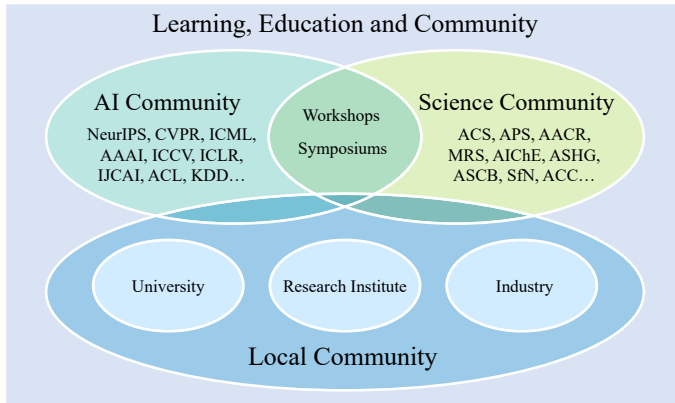 Learning, Education and Community
AI Community
NeurIPS, CVPR, ICML,
AAAI, ICCV, ICLR,
IJCAI, ACL, KDD…
Workshops
Symposiums
Science Community
ACS, APS, AACR,
MRS, AIChE, ASHG,
ASCB, SfN, ACC…
University
Research Institute
Industry
Local Community